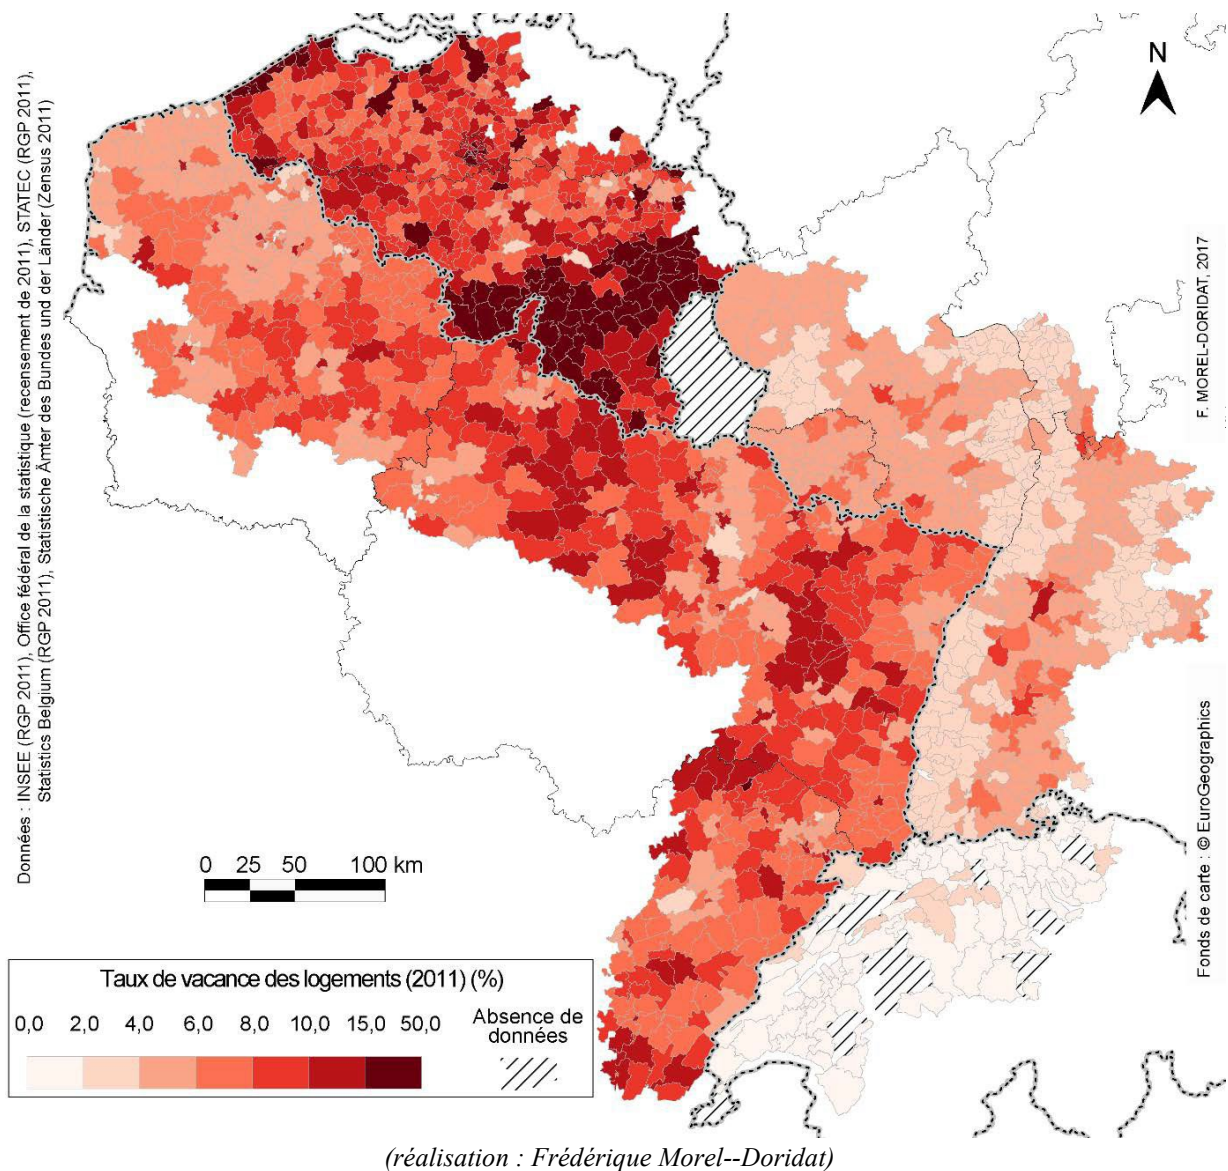 Données : INSEE (RGP 2011), Office fédéral de la statistique (recensement de 2011), STATEC (RGP 2011),
Statistics Belgium (RGP 2011), Statistische Ämter des Bundes und der Länder (Zensus 2011)
N
F. MOREL-DORIDAT, 2017
Fonds de carte : © EuroGeographics
0 25 50 100 km
Taux de vacance des logements (2011) (%)
0,0 2,0 4,0 6,0 8,0 10,0 15,0 50,0
Absence de
données
(réalisation : Frédérique Morel--Doridat)